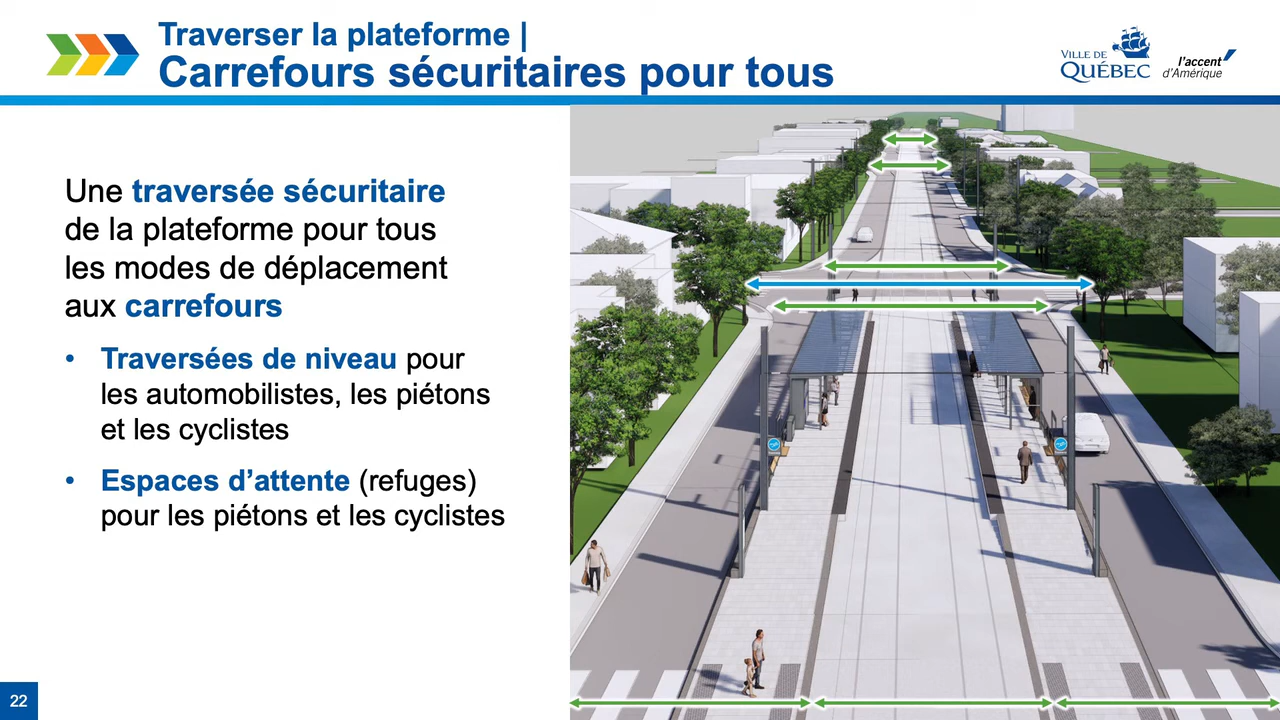 Traverser la plateforme |
Carrefours sécuritaires pour tous
VILLE DE
QUÉBEC
l'accent
d'Amérique
Une traversée sécuritaire
de la plateforme pour tous
les modes de déplacement
aux carrefours
• Traversées de niveau pour
les automobilistes, les piétons
et les cyclistes
• Espaces d’attente (refuges)
pour les piétons et les cyclistes
22